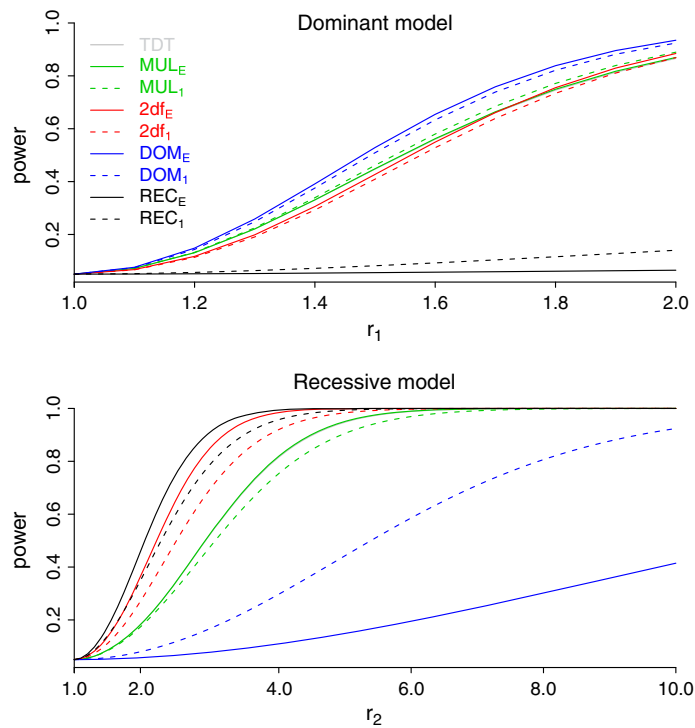 Dominant model
TDT
MUL_E
MUL_1
2df_E
2df_1
DOM_E
DOM_1
REC_E
REC_1
power
0.2
0.4
0.6
0.8
1.0
1.0
1.2
1.4
1.6
1.8
2.0
r_1
Recessive model
power
0.2
0.4
0.6
0.8
1.0
1.0
2.0
4.0
6.0
8.0
10.0
r_2